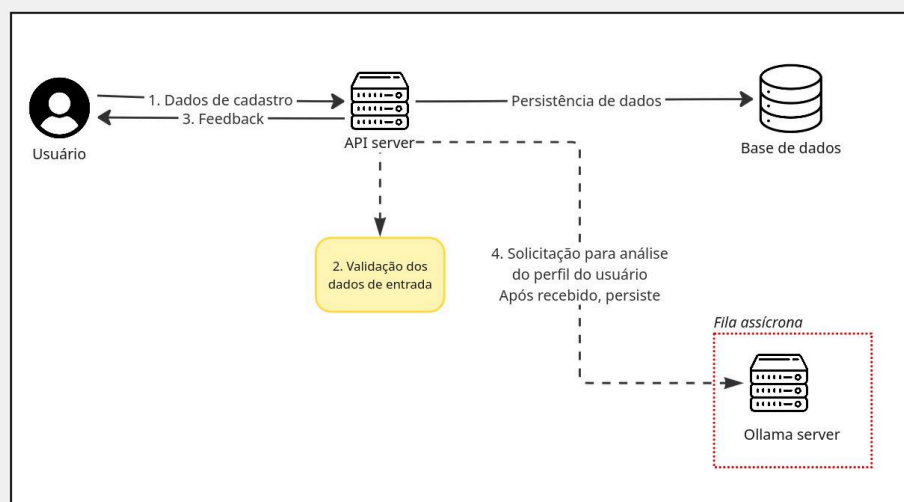 1. Dados de cadastro
3. Feedback
Usuário
API server
Persistência de dados
Base de dados
2. Validação dos
dados de entrada
4. Solicitação para análise
do perfil do usuário
Após recebido, persiste
Fila assícrona
Ollama server